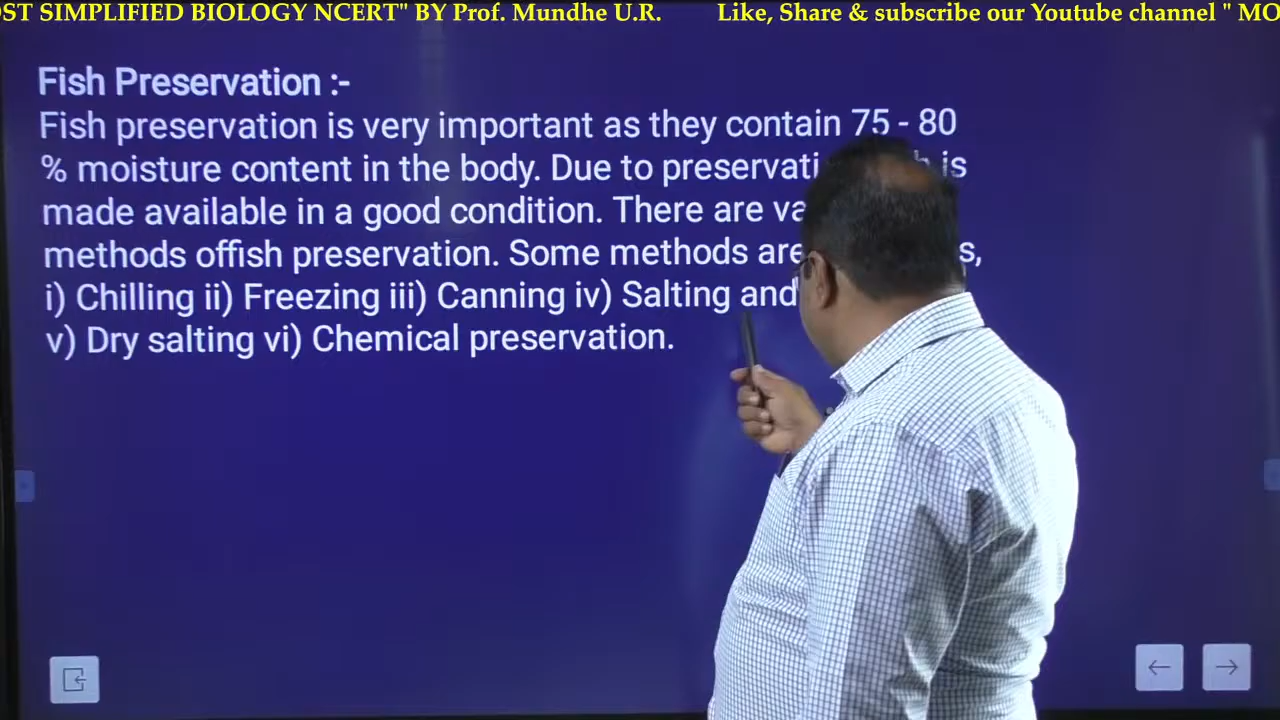 OST SIMPLIFIED BIOLOGY NCERT" BY Prof. Mundhe U.R. Like, Share & subscribe our Youtube channel " MO
Fish Preservation :-
Fish preservation is very important as they contain 75 - 80
% moisture content in the body. Due to is
made available in a good condition. There are
methods offish preservation. Some methods are
i) Chilling ii) Freezing iii) Canning iv) Salting and
v) Dry salting vi) Chemical preservation.